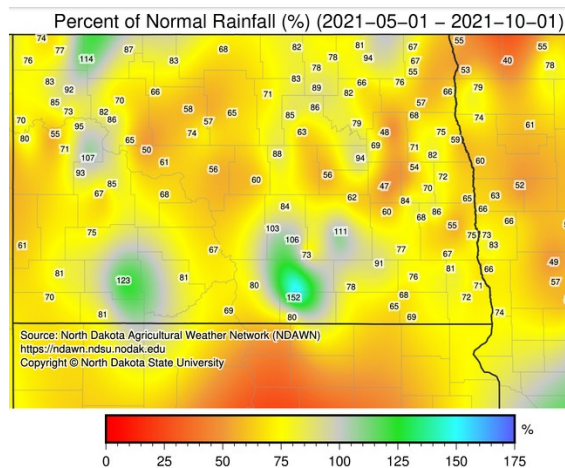 Percent of Normal Rainfall (%) (2021−05−01 − 2021−10−01)
74 77 87 68 82 81 94 67 55 55
76 114 83 78 78 67 55 53 40 78
83 92 66 71 83 89 82 66 76 66 79
85 73 82 70 86 58 57 65 85 86 57 68 74
70 80 55 95 65 74 63 79 48 75 59 61
71 107 50 61 88 94 69 71 82 60
93 56 60 56 47 54 72 52
85 67 68 62 84 70 65 63
84 60 68 86 66 66
75 103 106 111 55 75 73 83
61 67 73 77 67
81 123 81 91 76 81 66 49
70 80 152 78 68 72 71 57
81 69 80 65 69 74
Source: North Dakota Agricultural Weather Network (NDAWN)
https://ndawn.ndsu.nodak.edu
Copyright © North Dakota State University
%
0 25 50 75 100 125 150 175